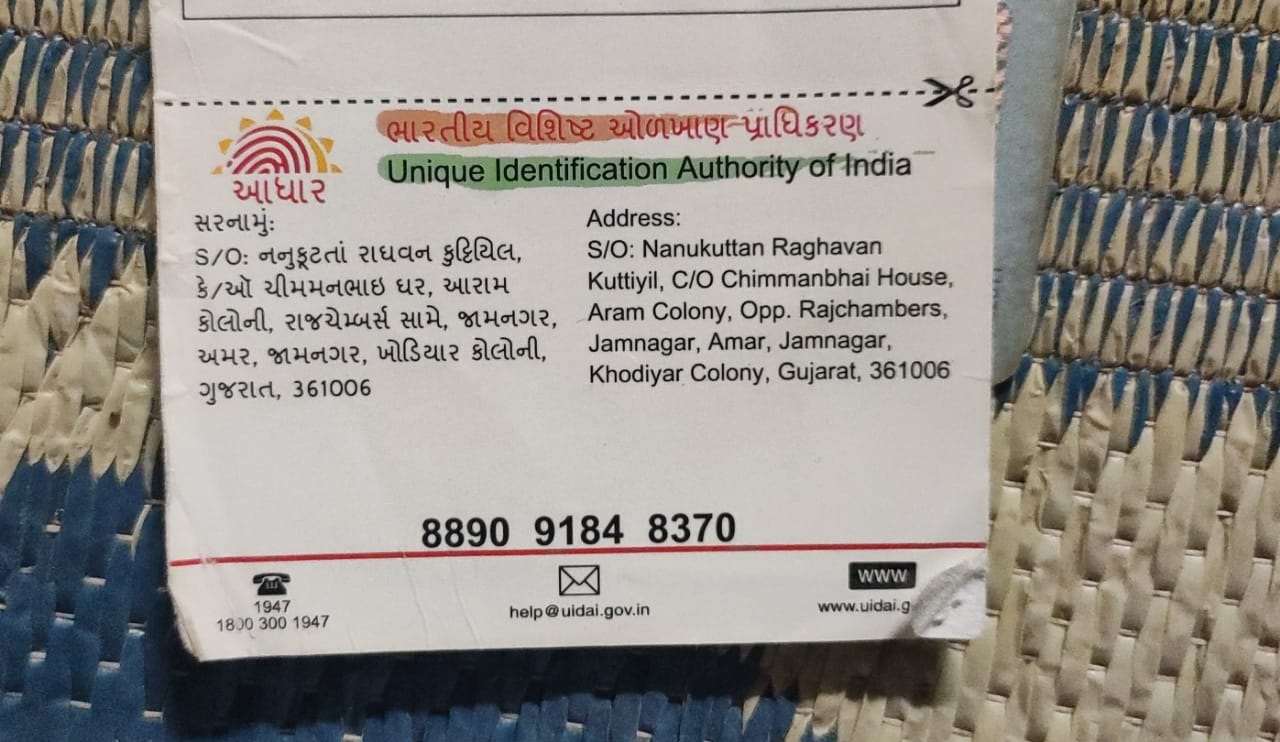 ભારતીય વિશિષ્ટ ઓળખાણ પ્રાધિકરણ
Unique Identification Authority of India
આધાર
સરનામું:
S/O: નનુકૂટતાં રાઘવન કુટ્ટિયિલ,
કે/ઑ ચીમમનભાઇ ઘર, આરામ
કોલોની, રાજચેમ્બર્સ સામે, જામનગર,
અમર, જામનગર, ખોડિયાર કોલોની,
ગુજરાત, 361006
Address:
S/O: Nanukuttan Raghavan
Kuttiyil, C/O Chimmanbhai House,
Aram Colony, Opp. Rajchambers,
Jamnagar, Amar, Jamnagar,
Khodiyar Colony, Gujarat, 361006
8890 9184 8370
1947
1800 300 1947
help@uidai.gov.in
www
www.uidai.g